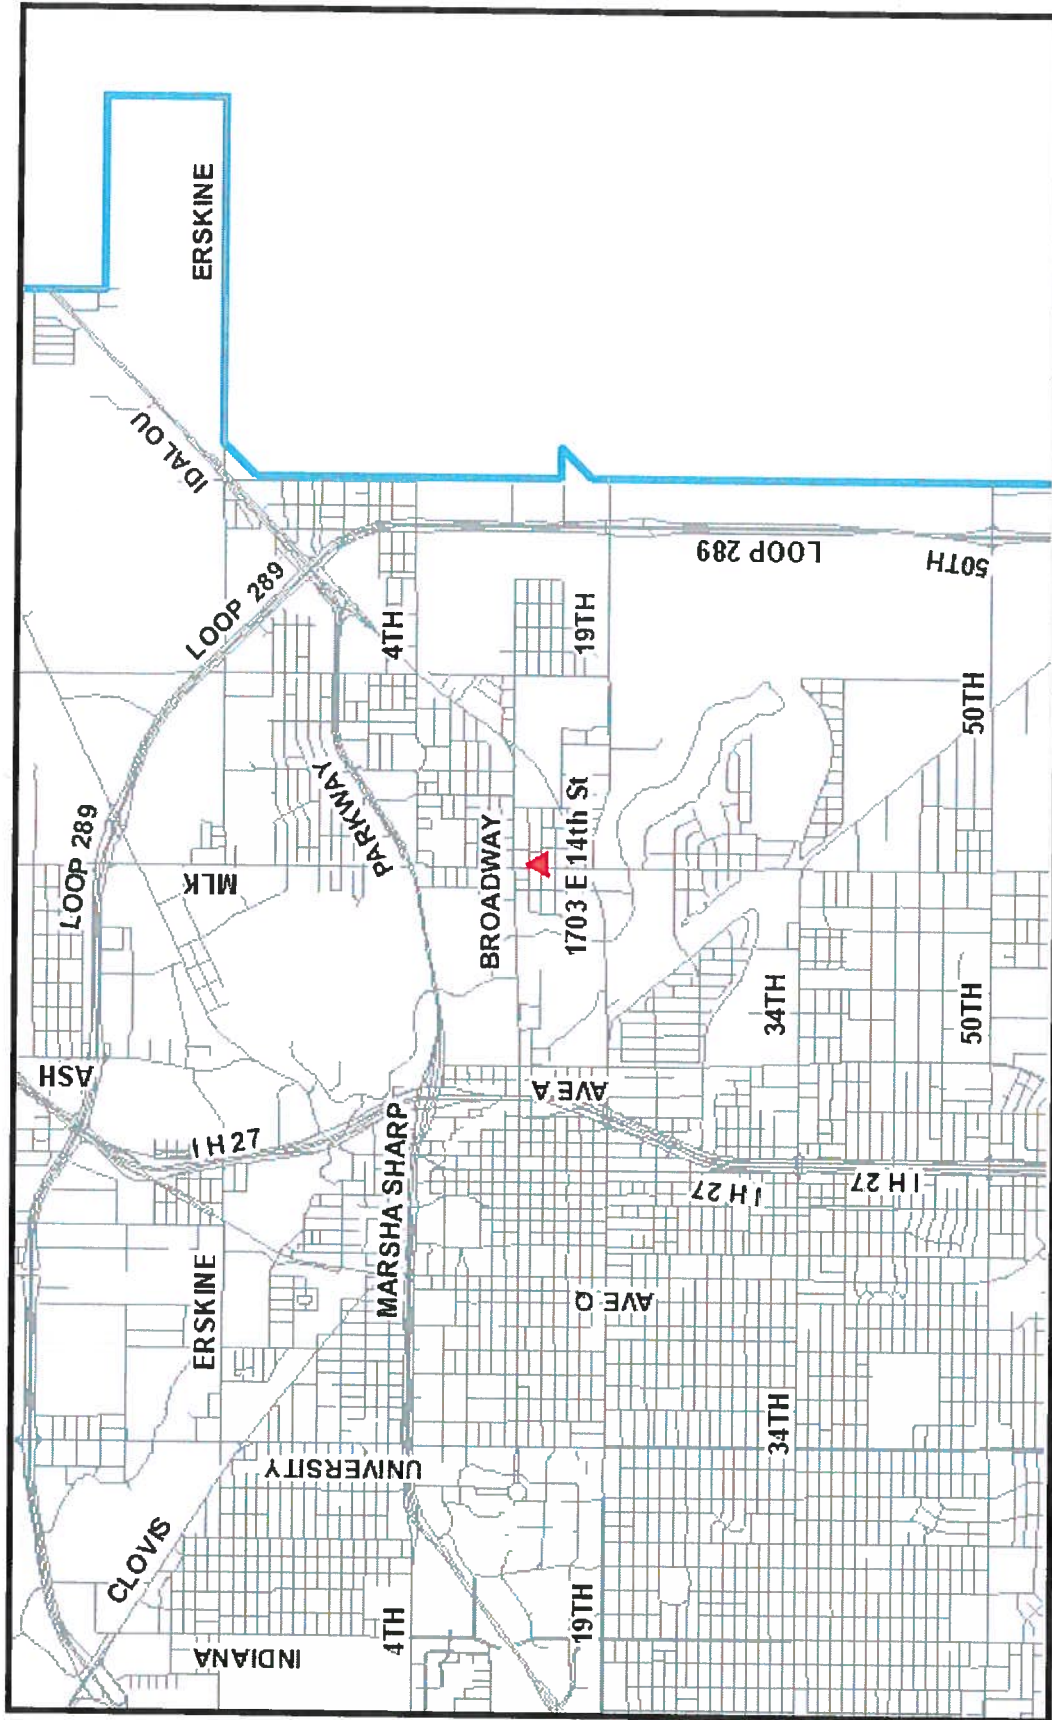 ERSKINE
IDALOU
LOOP 289
LOOP 289
LOOP 289
50TH
4TH
19TH
50TH
PARKWAY
MLK
BROADWAY
1703 E 14th St
34TH
50TH
ASH
I H 27
AVE A
MARSHA SHARP
I H 27
I H 27
ERSKINE
AVE Q
34TH
UNIVERSITY
CLOVIS
INDIANA
4TH
19TH